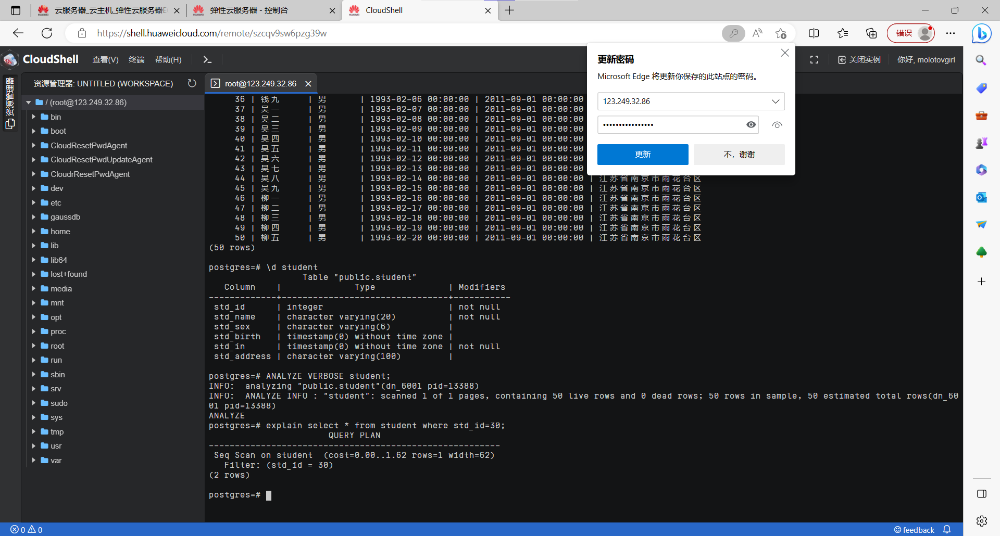 云服务器_云主机_弹性云服务器E
弹性云服务器 - 控制台
CloudShell
https://shell.huaweicloud.com/remote/szcqv9sw6pzg39w
错误
CloudShell
查看(V)
终端
帮助(H)
关闭实例
你好, molotovgirl
资源管理器
资源管理器: UNTITLED (WORKSPACE)
/ (root@123.249.32.86)
bin
boot
CloudResetPwdAgent
CloudResetPwdUpdateAgent
CloudrResetPwdAgent
dev
etc
gaussdb
home
lib
lib64
lost+found
media
mnt
opt
proc
root
run
sbin
srv
sudo
sys
tmp
usr
var
root@123.249.32.86
36 | 钱九 | 男 | 1993-02-06 00:00:00 | 2011-09-01 00:00:00
37 | 吴一 | 男 | 1993-02-07 00:00:00 | 2011-09-01 00:00:00
38 | 吴二 | 男 | 1993-02-08 00:00:00 | 2011-09-01 00:00:00
39 | 吴三 | 男 | 1993-02-09 00:00:00 | 2011-09-01 00:00:00
40 | 吴四 | 男 | 1993-02-10 00:00:00 | 2011-09-01 00:00:00
41 | 吴五 | 男 | 1993-02-11 00:00:00 | 2011-09-01 00:00:00
42 | 吴六 | 男 | 1993-02-12 00:00:00 | 2011-09-01 00:00:00
43 | 吴七 | 男 | 1993-02-13 00:00:00 | 2011-09-01 00:00:00
44 | 吴八 | 男 | 1993-02-14 00:00:00 | 2011-09-01 00:00:00 | 江苏省南京市雨花台区
45 | 吴九 | 男 | 1993-02-15 00:00:00 | 2011-09-01 00:00:00 | 江苏省南京市雨花台区
46 | 柳一 | 男 | 1993-02-16 00:00:00 | 2011-09-01 00:00:00 | 江苏省南京市雨花台区
47 | 柳二 | 男 | 1993-02-17 00:00:00 | 2011-09-01 00:00:00 | 江苏省南京市雨花台区
48 | 柳三 | 男 | 1993-02-18 00:00:00 | 2011-09-01 00:00:00 | 江苏省南京市雨花台区
49 | 柳四 | 男 | 1993-02-19 00:00:00 | 2011-09-01 00:00:00 | 江苏省南京市雨花台区
50 | 柳五 | 男 | 1993-02-20 00:00:00 | 2011-09-01 00:00:00 | 江苏省南京市雨花台区
(50 rows)
postgres=# \d student
Table "public.student"
Column | Type | Modifiers
-------------+--------------------------------+-----------
std_id | integer | not null
std_name | character varying(20) | not null
std_sex | character varying(6) |
std_birth | timestamp(0) without time zone |
std_in | timestamp(0) without time zone | not null
std_address | character varying(100) |
postgres=# ANALYZE VERBOSE student;
INFO:  analyzing "public.student"(dn_6001 pid=13388)
INFO:  ANALYZE INFO : "student": scanned 1 of 1 pages, containing 50 live rows and 0 dead rows; 50 rows in sample, 50 estimated total rows(dn_60
01 pid=13388)
ANALYZE
postgres=# explain select * from student where std_id=30;
QUERY PLAN
--------------------------------------------------------
Seq Scan on student  (cost=0.00..1.62 rows=1 width=62)
Filter: (std_id = 30)
(2 rows)
postgres=#
更新密码
Microsoft Edge 将更新你保存的此站点的密码。
123.249.32.86
••••••••••••••••
更新
不，谢谢
0 0
feedback